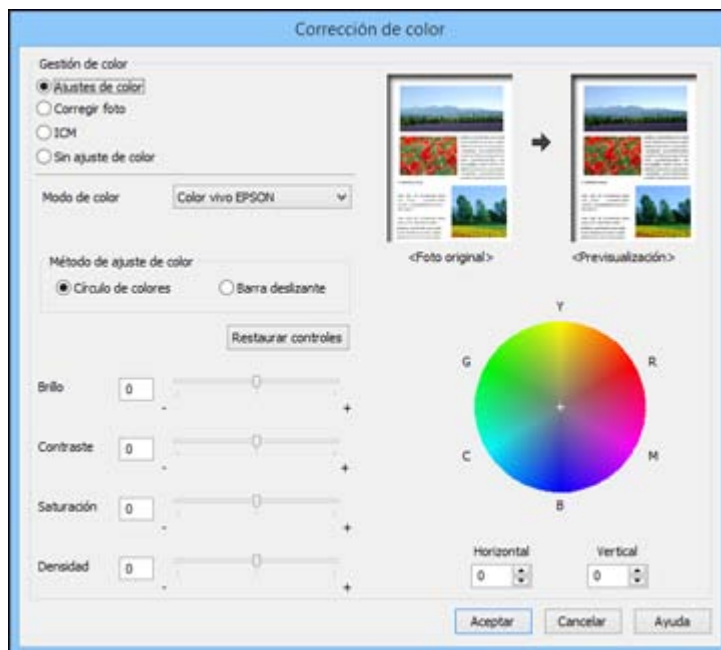 Corrección de color
Gestión de color
Ajustes de color
Corregir foto
ICM
Sin ajuste de color
Modo de color
Color vivo EPSON
Método de ajuste de color
Círculo de colores
Barra deslizante
Restaurar controles
Brillo
0
-
+
Contraste
0
-
+
Saturación
0
-
+
Densidad
0
-
+
<Foto original>
<Previsualización>
Y
G
R
C
M
B
Horizontal
Vertical
0
0
Aceptar
Cancelar
Ayuda